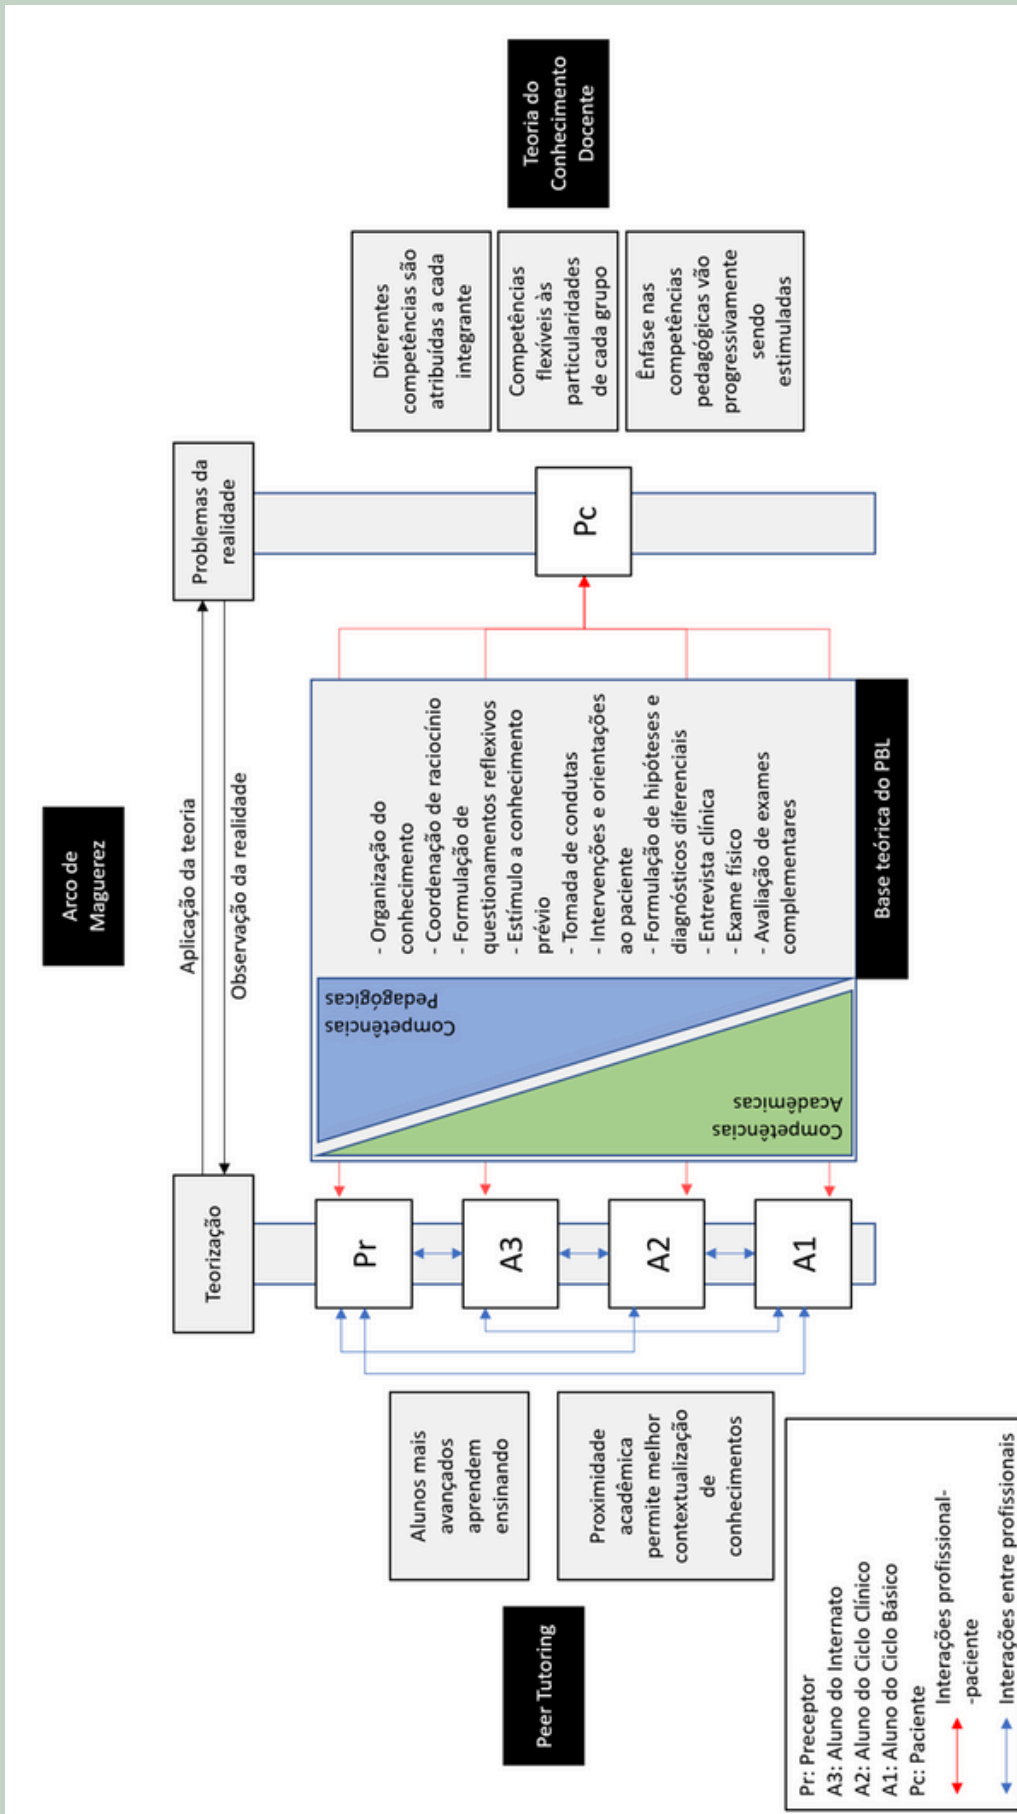 Arco de
Maguerez
Teorização
Aplicação da teoria
Observação da realidade
Problemas da
realidade
Peer Tutoring
Alunos mais
avançados
aprendem
ensinando
Proximidade
acadêmica
permite melhor
contextualização
de
conhecimentos
Pr
A3
A2
A1
Competências
Pedagógicas
Competências
Acadêmicas
- Organização do
conhecimento
- Coordenação de raciocínio
- Formulação de
questionamentos reflexivos
- Estímulo a conhecimento
prévio
- Tomada de condutas
- Intervenções e orientações
ao paciente
- Formulação de hipóteses e
diagnósticos diferenciais
- Entrevista clínica
- Exame físico
- Avaliação de exames
complementares
Base teórica do PBL
Pc
Diferentes
competências são
atribuídas a cada
integrante
Competências
flexíveis às
particularidades
de cada grupo
Ênfase nas
competências
pedagógicas vão
progressivamente
sendo
estimuladas
Teoria do
Conhecimento
Docente
Pr: Preceptor
A3: Aluno do Internato
A2: Aluno do Ciclo Clínico
A1: Aluno do Ciclo Básico
Pc: Paciente
Interações profissional-
-paciente
Interações entre profissionais